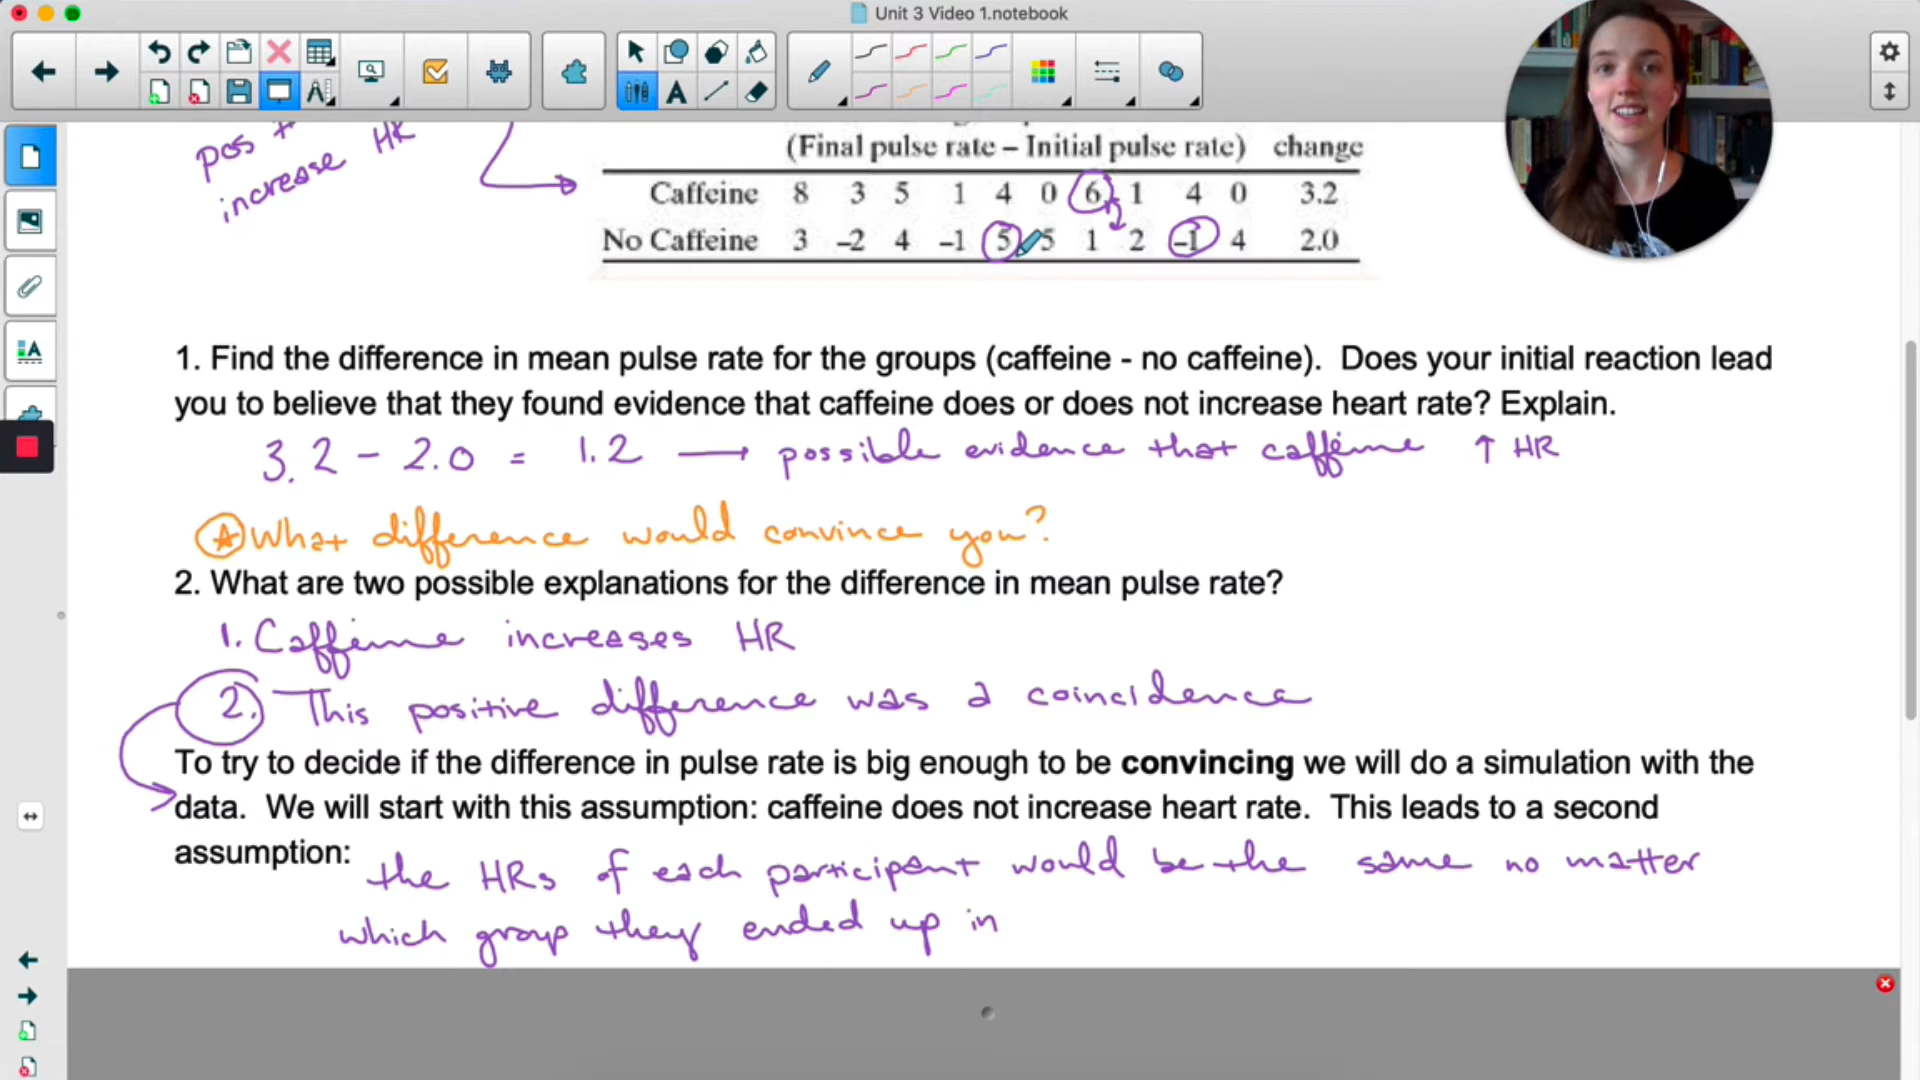 Unit 3 Video 1.notebook
pos #
increase HR
(Final pulse rate – Initial pulse rate) change
Caffeine 8 3 5 1 4 0 6 1 4 0 3.2
No Caffeine 3 –2 4 –1 5 5 1 2 –1 4 2.0
1. Find the difference in mean pulse rate for the groups (caffeine - no caffeine). Does your initial reaction lead
you to believe that they found evidence that caffeine does or does not increase heart rate? Explain.
3.2 - 2.0 = 1.2 → possible evidence that caffeine ↑ HR
What difference would convince you?
2. What are two possible explanations for the difference in mean pulse rate?
1. Caffeine increases HR
2. This positive difference was a coincidence
To try to decide if the difference in pulse rate is big enough to be convincing we will do a simulation with the
data. We will start with this assumption: caffeine does not increase heart rate. This leads to a second
assumption:
the HRs of each participant would be the same no matter
which group they ended up in